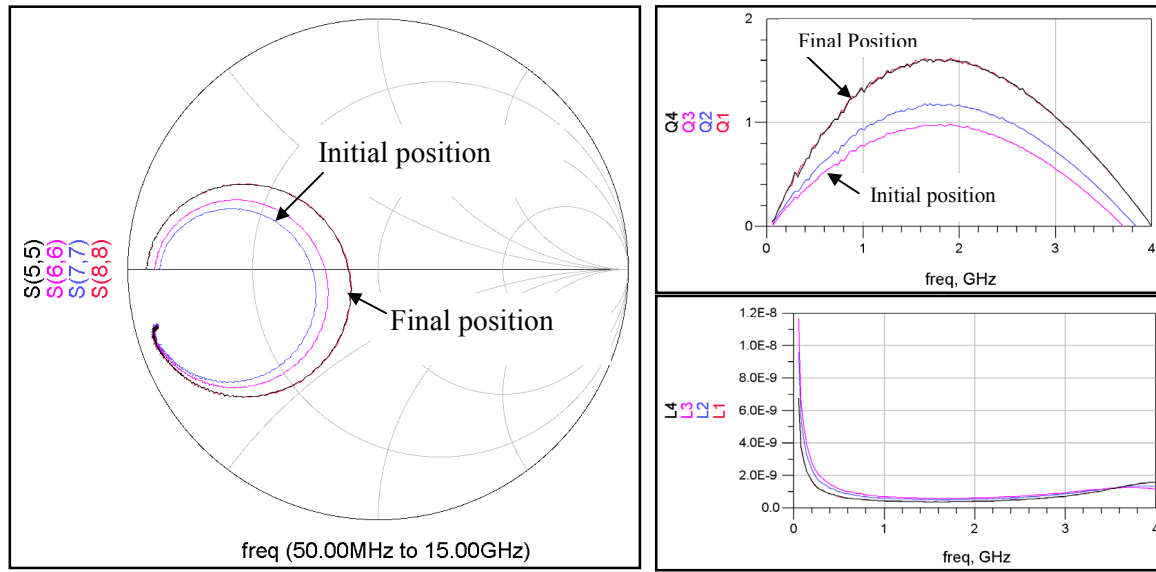 Initial position
Final position
S(5,5)
S(6,6)
S(7,7)
S(8,8)
freq (50.00MHz to 15.00GHz)
Final Position
Initial position
Q4
Q3
Q2
Q1
2
1
0
0 1 2 3 4
freq, GHz
L4
L3
L2
L1
1.2E-8
1.0E-8
8.0E-9
6.0E-9
4.0E-9
2.0E-9
0.0
0 1 2 3 4
freq, GHz